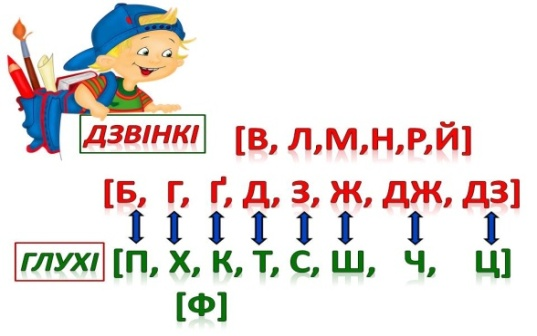 ДЗВІНКІ [В, Л,М,Н,Р,Й]
[Б, Г, Ґ, Д, З, Ж, ДЖ, ДЗ]
ГЛУХІ [П, Х, К, Т, С, Ш, Ч, Ц]
[Ф]